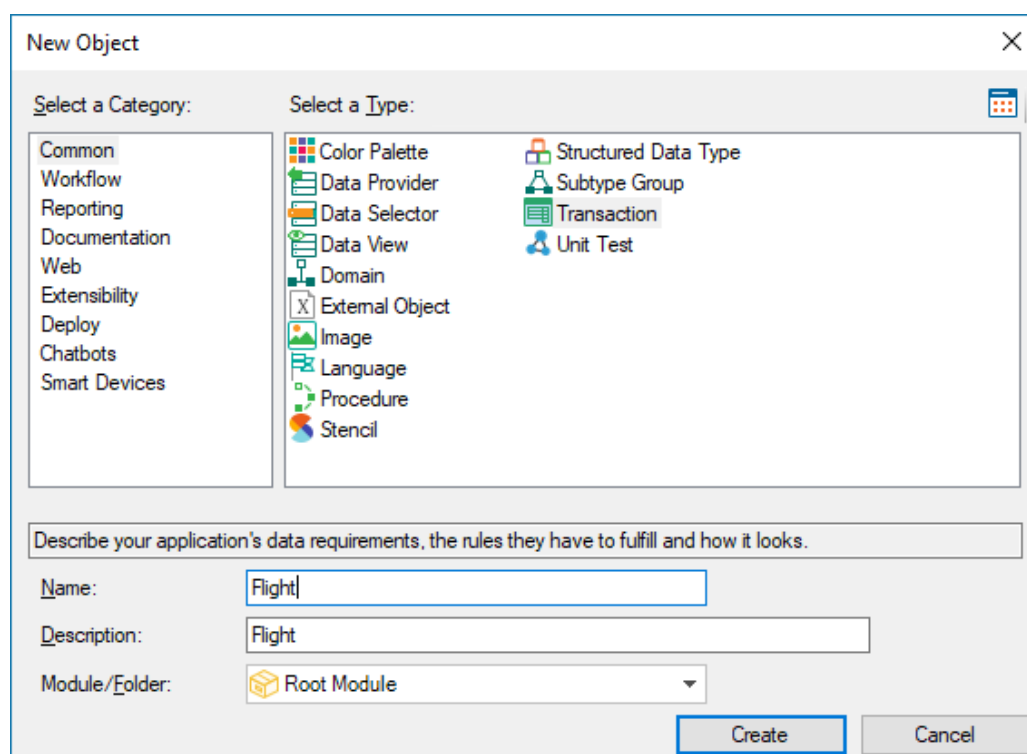 New Object
Select a Category:
Select a Type:
Common
Workflow
Reporting
Documentation
Web
Extensibility
Deploy
Chatbots
Smart Devices
Color Palette
Data Provider
Data Selector
Data View
Domain
External Object
Image
Language
Procedure
Stencil
Structured Data Type
Subtype Group
Transaction
Unit Test
Describe your application's data requirements, the rules they have to fulfill and how it looks.
Name: Flight
Description: Flight
Module/Folder: Root Module
Create Cancel